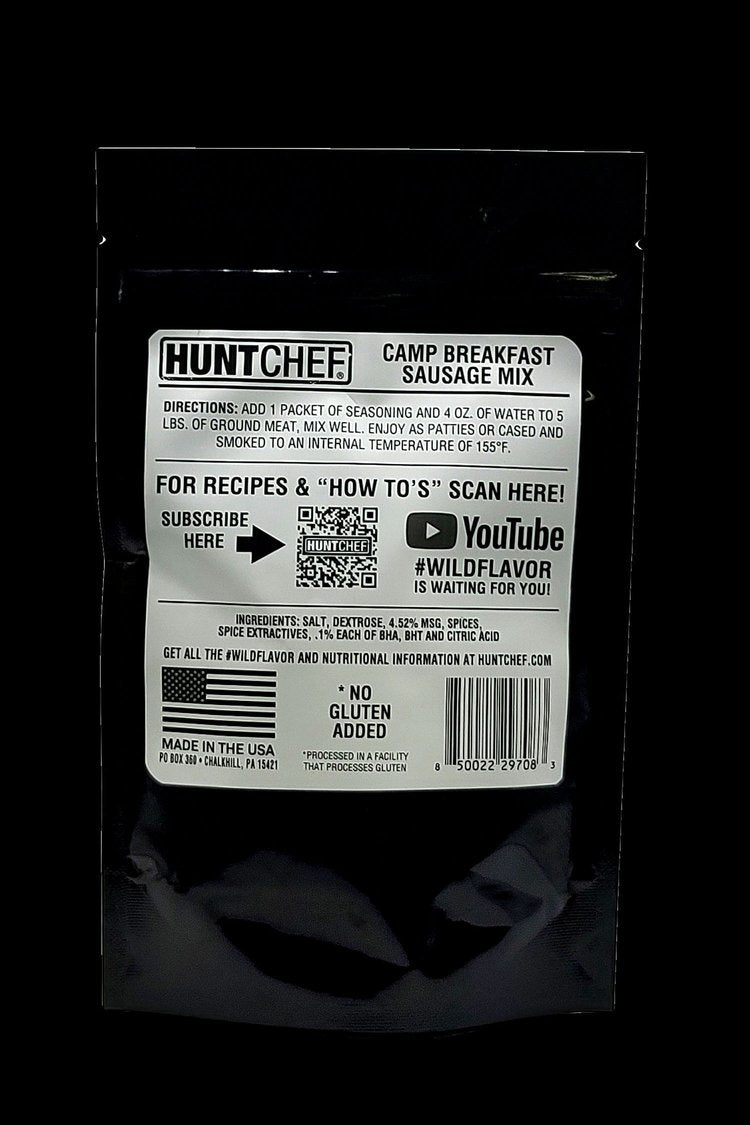 HUNTCHEF®
CAMP BREAKFAST
SAUSAGE MIX
DIRECTIONS: ADD 1 PACKET OF SEASONING AND 4 OZ. OF WATER TO 5
LBS. OF GROUND MEAT, MIX WELL. ENJOY AS PATTIES OR CASED AND
SMOKED TO AN INTERNAL TEMPERATURE OF 155°F.
FOR RECIPES & “HOW TO’S” SCAN HERE!
SUBSCRIBE
HERE
HUNTCHEF
YouTube
#WILDFLAVOR
IS WAITING FOR YOU!
INGREDIENTS: SALT, DEXTROSE, 4.52% MSG, SPICES,
SPICE EXTRACTIVES, .1% EACH OF BHA, BHT AND CITRIC ACID
GET ALL THE #WILDFLAVOR AND NUTRITIONAL INFORMATION AT HUNTCHEF.COM
MADE IN THE USA
PO BOX 360 • CHALKHILL, PA 15421
* NO
GLUTEN
ADDED
*PROCESSED IN A FACILITY
THAT PROCESSES GLUTEN
8 50022 29708 3